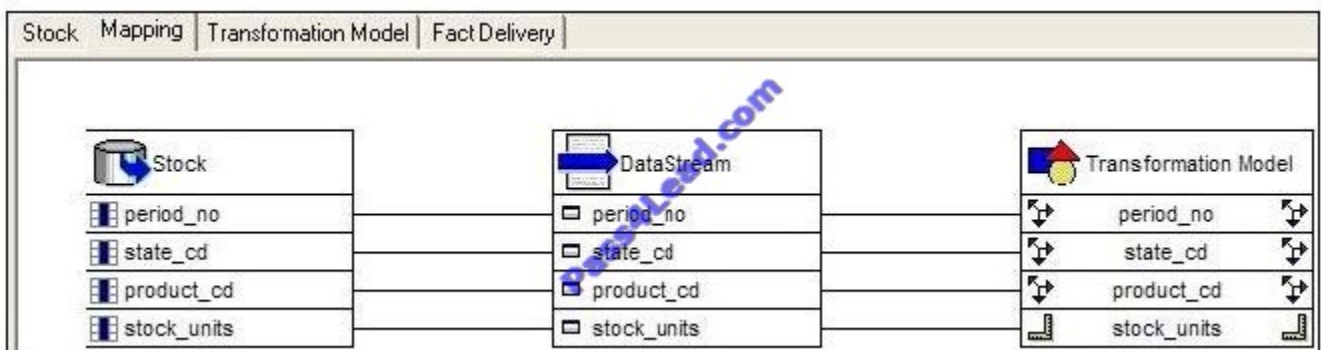 Stock Mapping Transformation Model Fact Delivery
Stock DataStream Transformation Model
period_no period_no period_no
state_cd state_cd state_cd
product_cd product_cd product_cd
stock_units stock_units stock_units
Pass4Lead.com